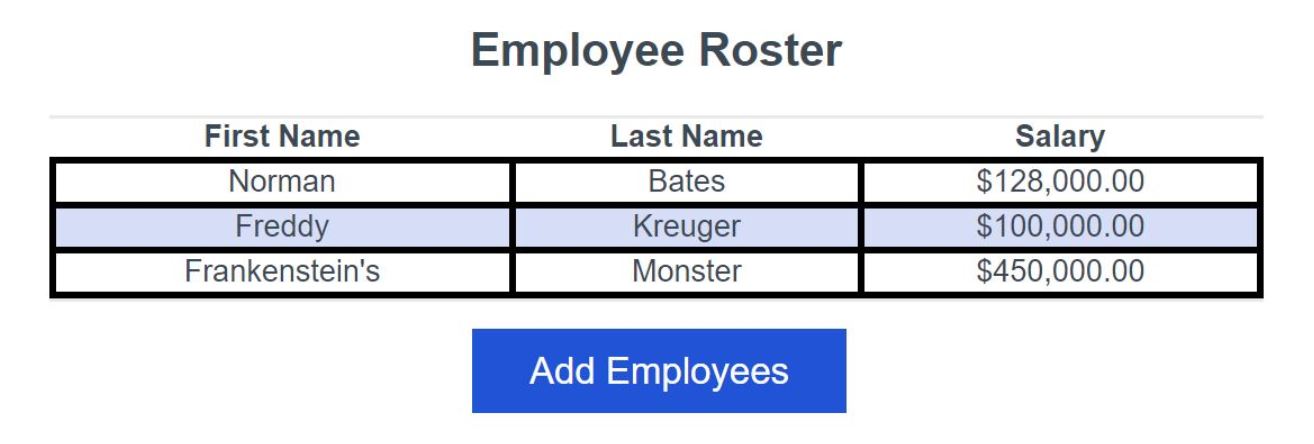 Employee Roster
First Name Last Name Salary
Norman Bates $128,000.00
Freddy Kreuger $100,000.00
Frankenstein's Monster $450,000.00
Add Employees